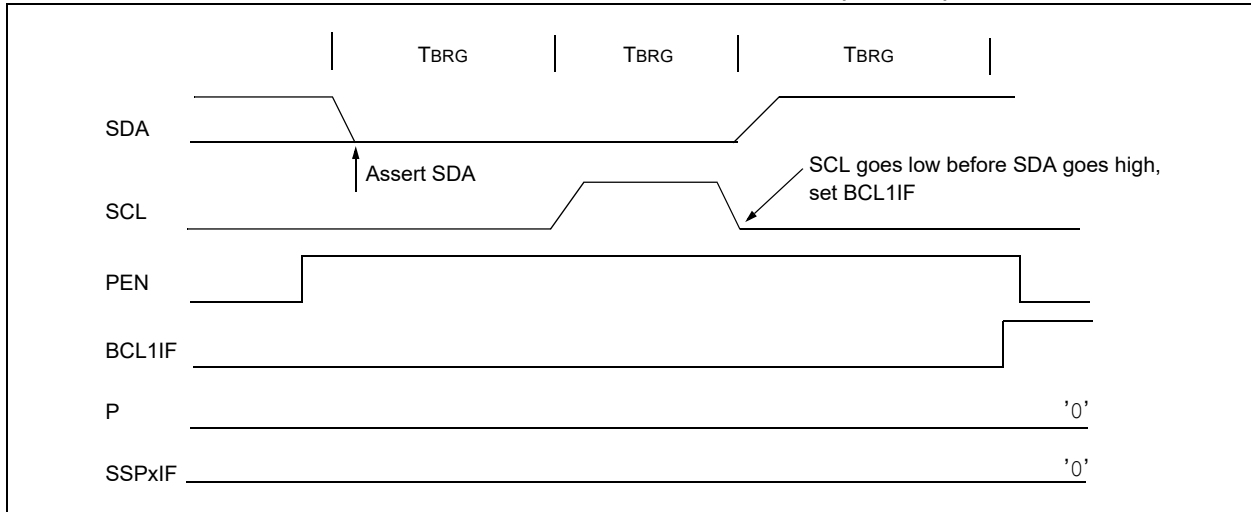 TBRG TBRG TBRG
SDA
Assert SDA
SCL goes low before SDA goes high,
set BCL1IF
SCL
PEN
BCL1IF
P '0'
SSPxIF '0'